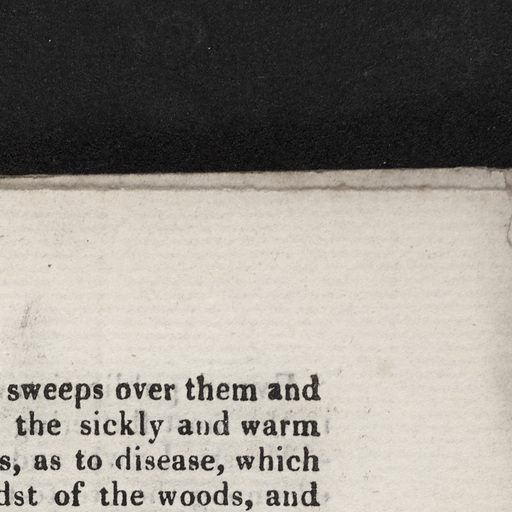 sweeps over them and
the sickly and warm
s, as to disease, which
dst of the woods, and